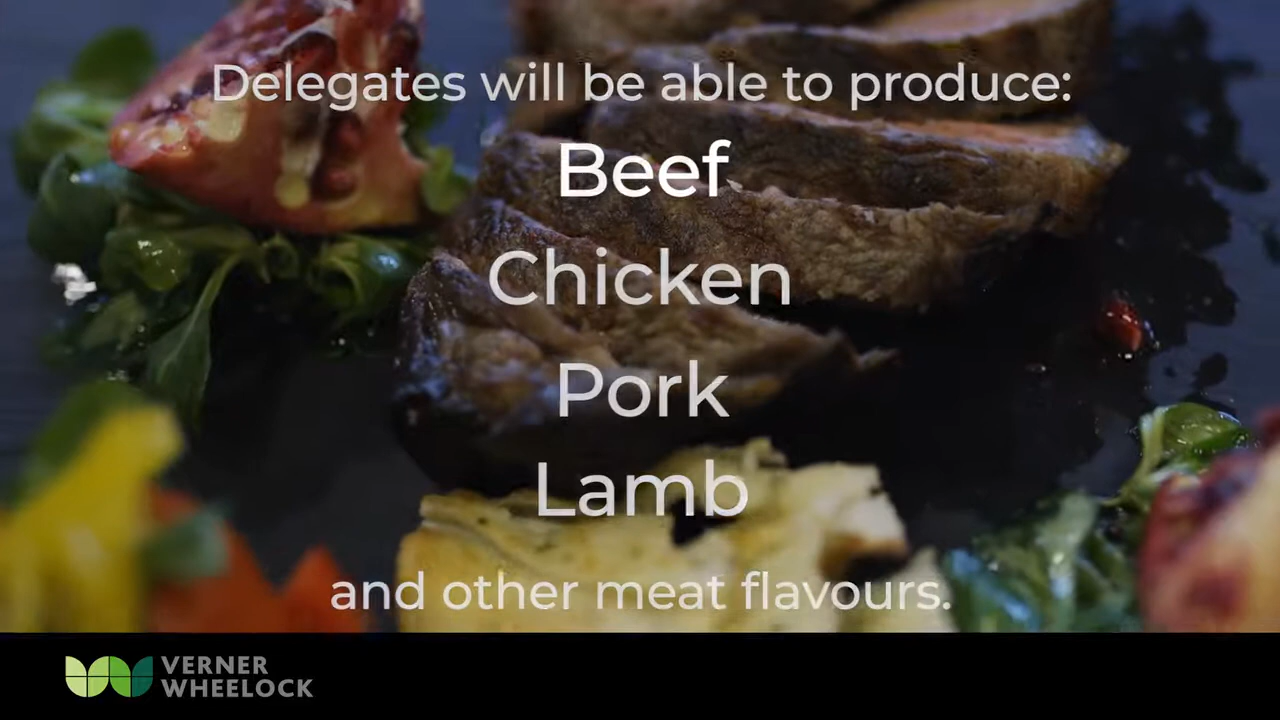 Delegates will be able to produce:
Beef
Chicken
Pork
Lamb
and other meat flavours.
VERNER
WHEELOCK